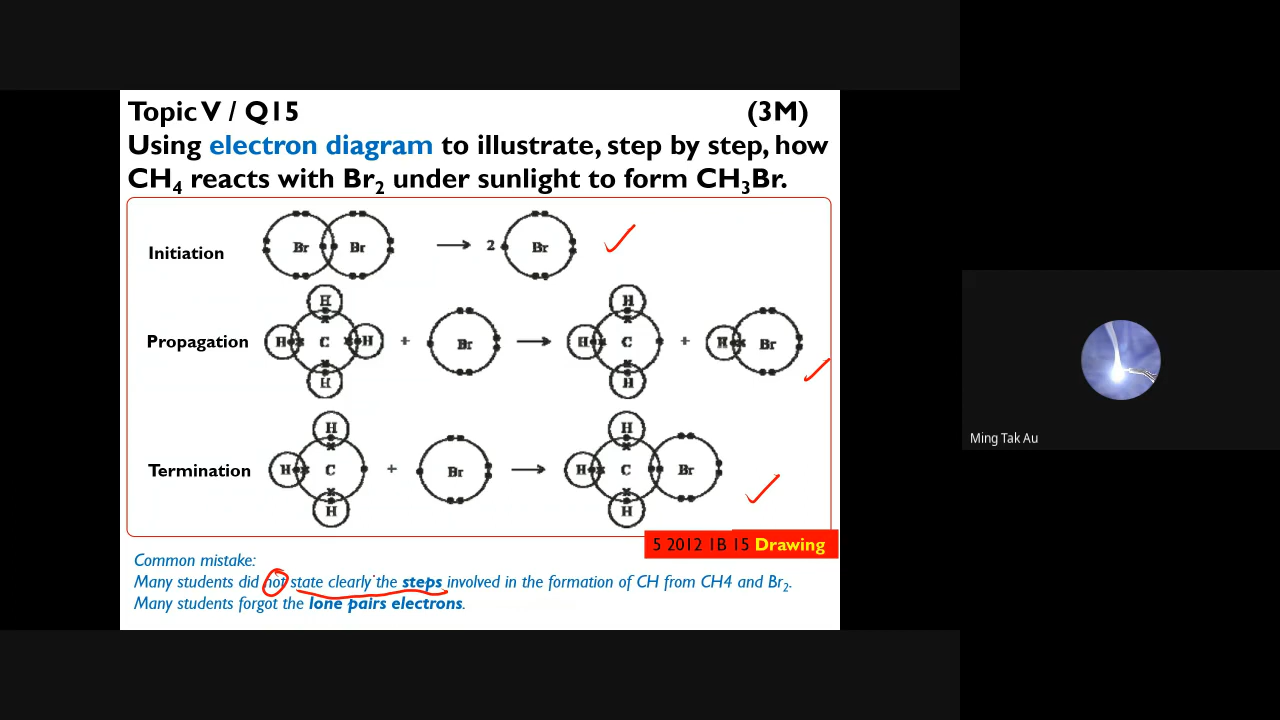 Topic V / Q15 (3M)
Using electron diagram to illustrate, step by step, how
CH₄ reacts with Br₂ under sunlight to form CH₃Br.
Initiation Br Br 2 Br
H H
Propagation H C H + Br H C + H Br
H H
H H
Termination H C + Br H C Br
H H
5 2012 1B 15 Drawing
Common mistake:
Many students did not state clearly the steps involved in the formation of CH from CH4 and Br₂.
Many students forgot the lone pairs electrons.
Ming Tak Au